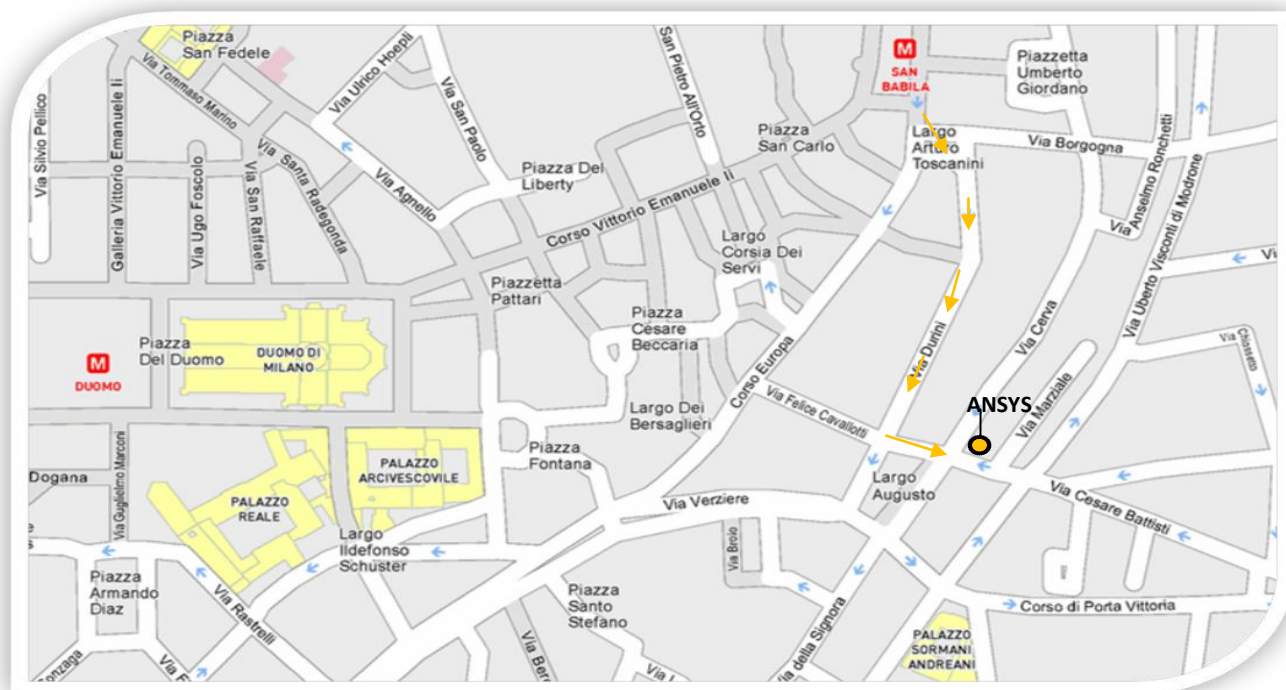 Piazza
San Fedele
Via Tommaso Marino
Via Ulrico Hoepli
Via San Paolo
San Pietro All'Orto
M
SAN
BABILA
Piazzetta
Umberto
Giordano
Via Silvio Pellico
Galleria Vittorio Emanuele Ii
Via Ugo Foscolo
Via San Raffaele
Via Santa Radegonda
Via Agnello
Piazza Del
Liberty
Piazza
San Carlo
Largo
Arturo
Toscanini
Via Borgogna
Via Anselmo Ronchetti
Via Uberto Visconti di Modrone
Corso Vittorio Emanuele Ii
Largo
Corsia Dei
Servi
Vi
Piazzetta
Pattari
Piazza
Cesare
Beccaria
Piazza
Del Duomo
DUOMO DI
MILANO
M
DUOMO
Corso Europa
Via Durini
Via Cerva
Via Marziale
Via
Chiossetto
Via Felice Cavallotti
ANSYS
Largo Dei
Bersaglieri
Piazza
Fontana
PALAZZO
ARCIVESCOVILE
PALAZZO
REALE
Dogana
Via Guglielmo Marconi
Largo
Augusto
Via Verziere
Via Cesare Battisti
Largo
Ildefonso
Schuster
Via Broio
s
Piazza
Armando
Diaz
Via Rastrelli
Piazza
Santo
Stefano
Via della Signora
Corso di Porta Vittoria
PALAZZO
SORMANI
ANDREANI
Gonzaga
Via
Via Ber
Via L